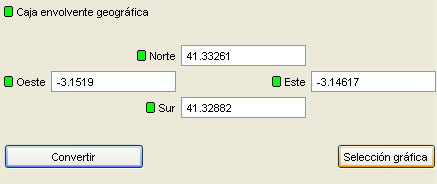 Caja envolvente geográfica
Norte 41.33261
Oeste -3.1519 Este -3.14617
Sur 41.32882
Convertir Selección gráfica